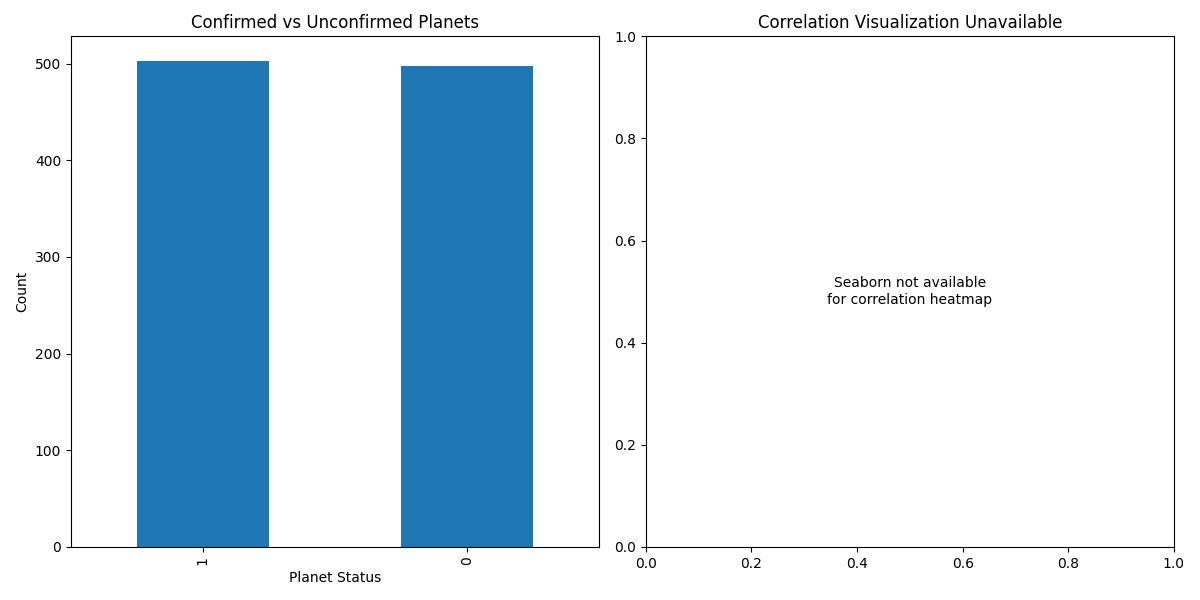 Confirmed vs Unconfirmed Planets
500
400
300
200
100
0
Count
1
0
Planet Status
Correlation Visualization Unavailable
1.0
0.8
0.6
0.4
0.2
0.0
Seaborn not available
for correlation heatmap
0.0 0.2 0.4 0.6 0.8 1.0